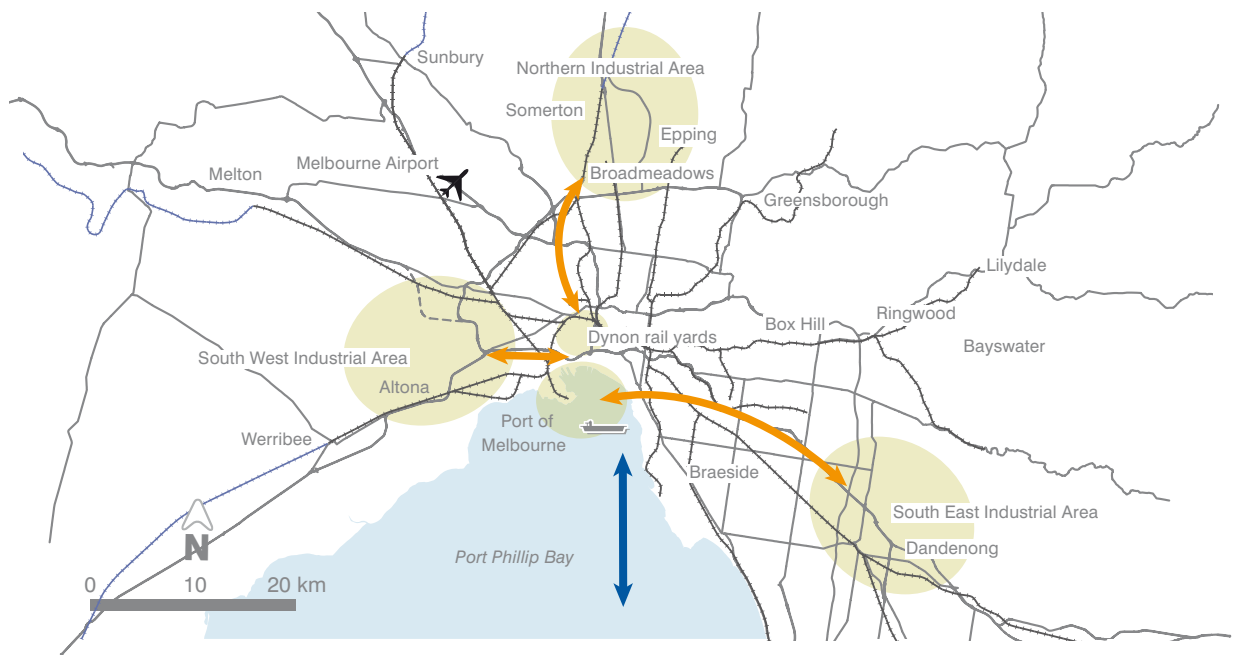 Sunbury
Northern Industrial Area
Somerton
Epping
Melbourne Airport
Melton
Broadmeadows
Greensborough
Lilydale
Ringwood
Box Hill
Dynon rail yards
Bayswater
South West Industrial Area
Altona
Port of
Melbourne
Werribee
Braeside
South East Industrial Area
Dandenong
N
Port Phillip Bay
0 10 20 km